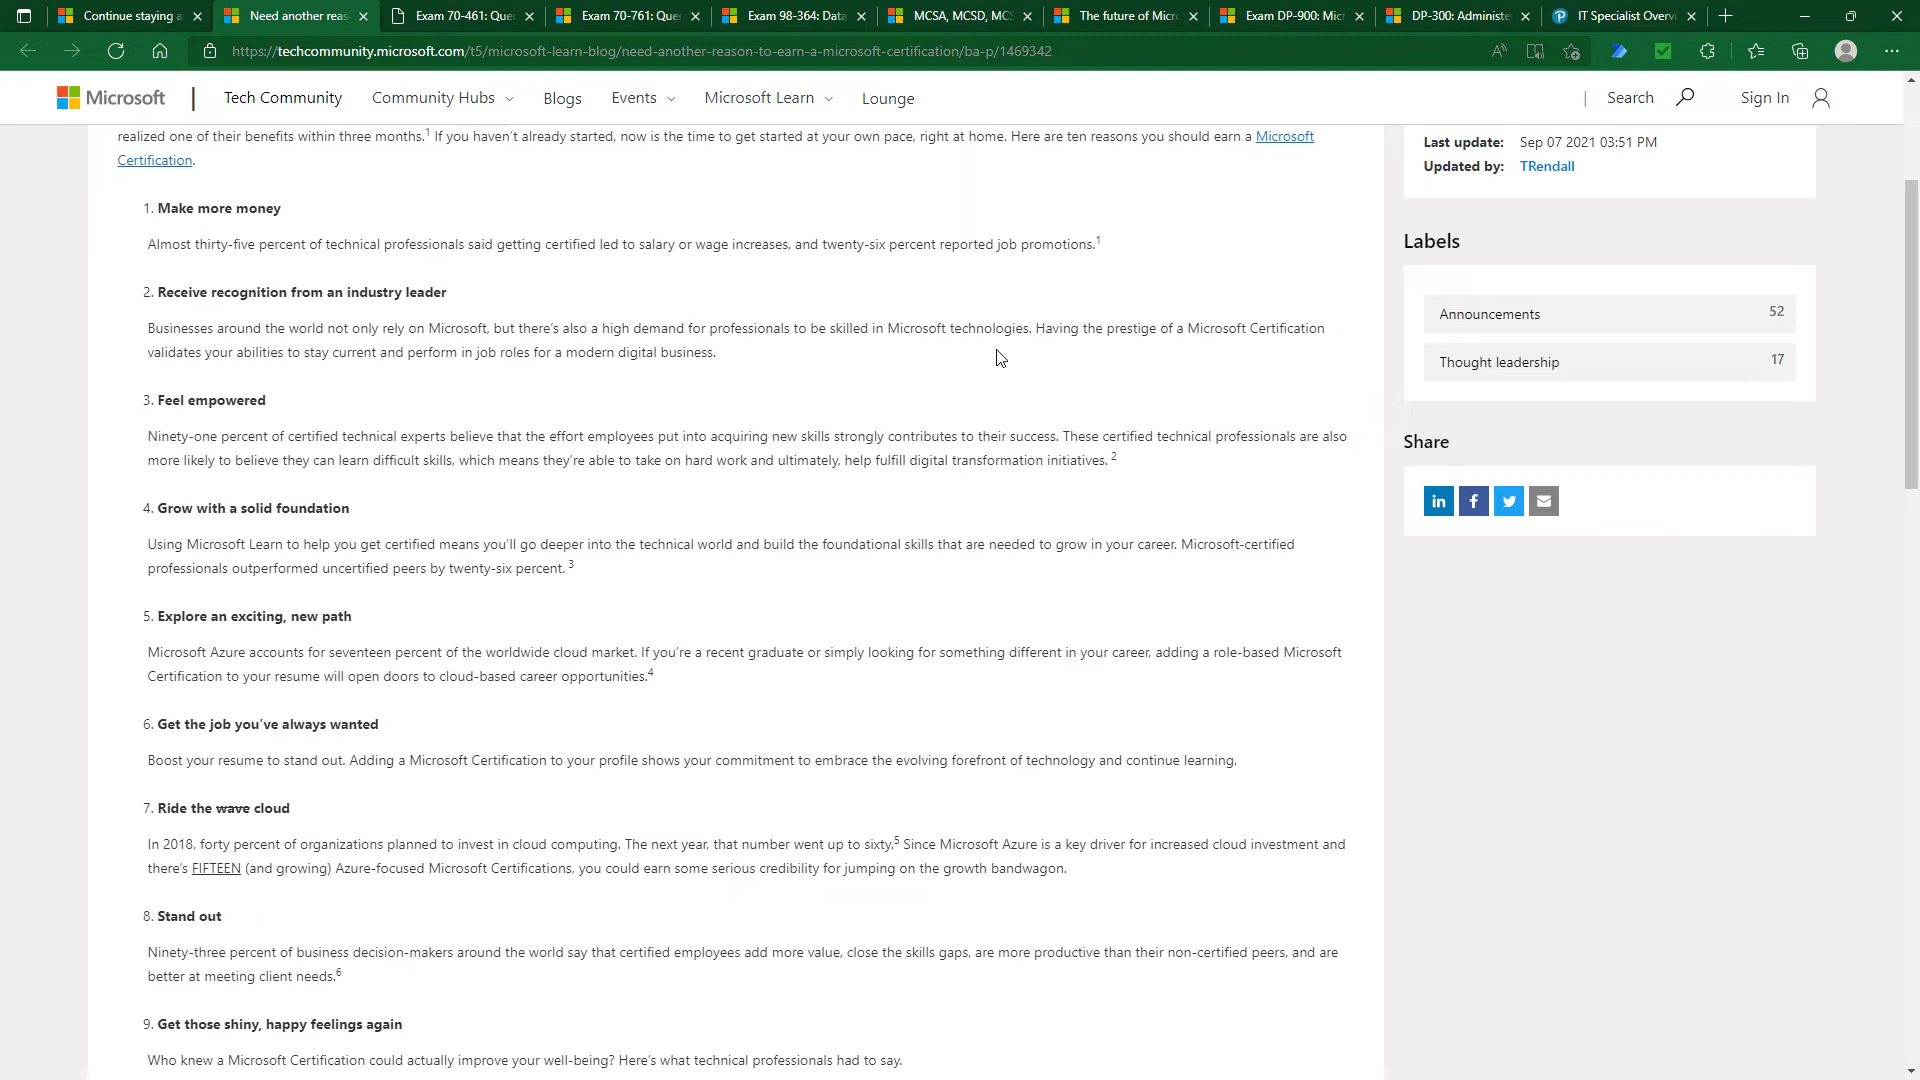 Continue staying a
Need another reas
Exam 70-461: Que
Exam 70-761: Que
Exam 98-364: Data
MCSA, MCSD, MCS
The future of Micr
Exam DP-900: Mic
DP-300: Administe
IT Specialist Overvi
https://techcommunity.microsoft.com/t5/microsoft-learn-blog/need-another-reason-to-earn-a-microsoft-certification/ba-p/1469342
Microsoft
Tech Community
Community Hubs
Blogs
Events
Microsoft Learn
Lounge
Search
Sign In
realized one of their benefits within three months.1 If you haven't already started, now is the time to get started at your own pace, right at home. Here are ten reasons you should earn a Microsoft
Certification.
1. Make more money
Almost thirty-five percent of technical professionals said getting certified led to salary or wage increases, and twenty-six percent reported job promotions.1
2. Receive recognition from an industry leader
Businesses around the world not only rely on Microsoft, but there's also a high demand for professionals to be skilled in Microsoft technologies. Having the prestige of a Microsoft Certification
validates your abilities to stay current and perform in job roles for a modern digital business.
3. Feel empowered
Ninety-one percent of certified technical experts believe that the effort employees put into acquiring new skills strongly contributes to their success. These certified technical professionals are also
more likely to believe they can learn difficult skills, which means they're able to take on hard work and ultimately, help fulfill digital transformation initiatives. 2
4. Grow with a solid foundation
Using Microsoft Learn to help you get certified means you'll go deeper into the technical world and build the foundational skills that are needed to grow in your career. Microsoft-certified
professionals outperformed uncertified peers by twenty-six percent. 3
5. Explore an exciting, new path
Microsoft Azure accounts for seventeen percent of the worldwide cloud market. If you're a recent graduate or simply looking for something different in your career, adding a role-based Microsoft
Certification to your resume will open doors to cloud-based career opportunities.4
6. Get the job you've always wanted
Boost your resume to stand out. Adding a Microsoft Certification to your profile shows your commitment to embrace the evolving forefront of technology and continue learning.
7. Ride the wave cloud
In 2018, forty percent of organizations planned to invest in cloud computing. The next year, that number went up to sixty.5 Since Microsoft Azure is a key driver for increased cloud investment and
there's FIFTEEN (and growing) Azure-focused Microsoft Certifications, you could earn some serious credibility for jumping on the growth bandwagon.
8. Stand out
Ninety-three percent of business decision-makers around the world say that certified employees add more value, close the skills gaps, are more productive than their non-certified peers, and are
better at meeting client needs.6
9. Get those shiny, happy feelings again
Who knew a Microsoft Certification could actually improve your well-being? Here's what technical professionals had to say.
Last update: Sep 07 2021 03:51 PM
Updated by: TRendall
Labels
Announcements 52
Thought leadership 17
Share